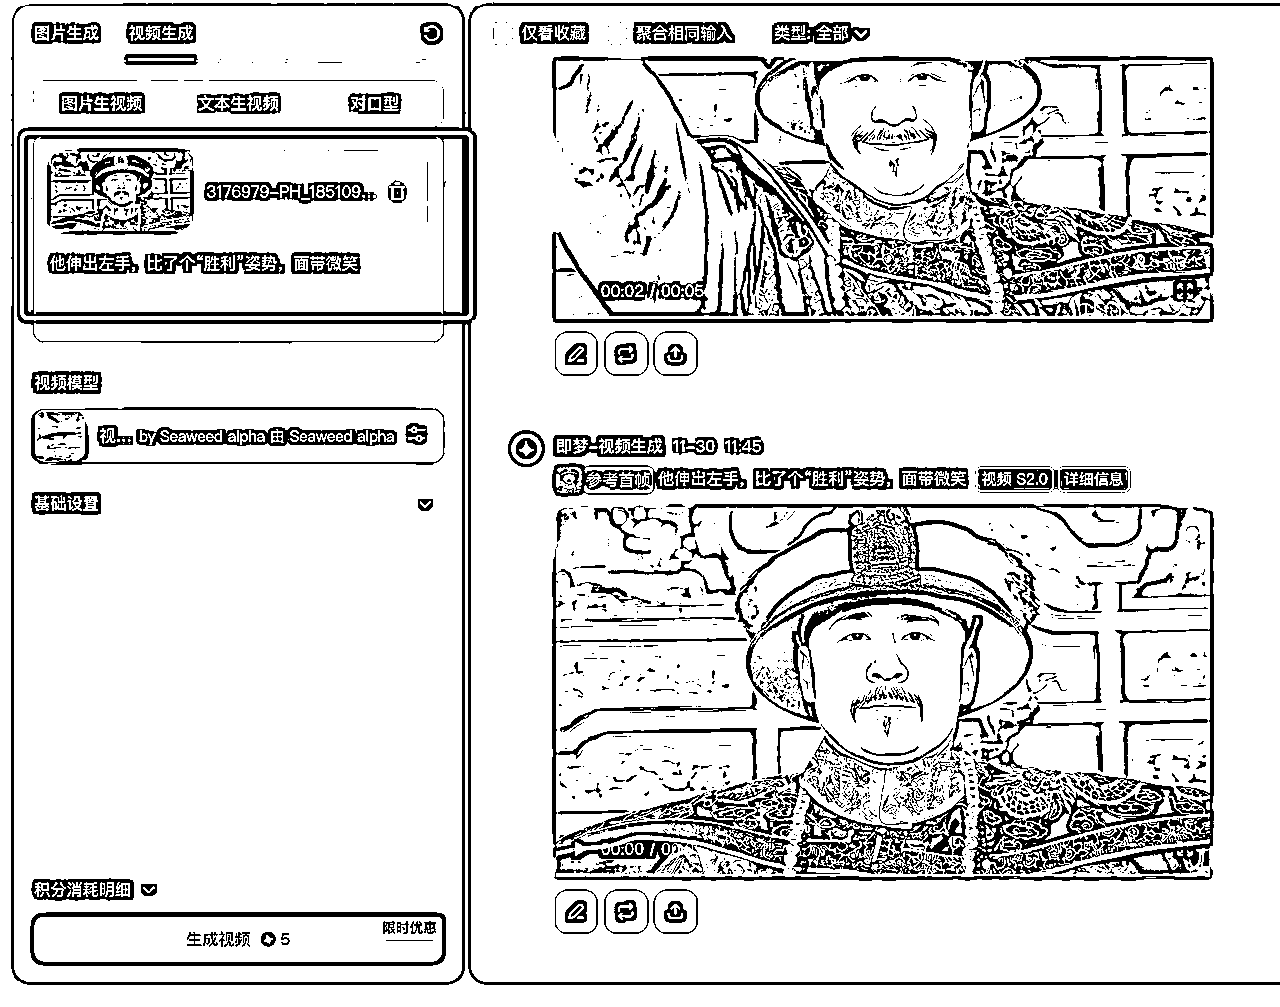 图片生成 视频生成
图片生视频 文本生视频 对口型
3176979-PH_185109...
他伸出左手，比了个“胜利”姿势，面带微笑
视频模型
视... by Seaweed alpha 由 Seaweed alpha
基础设置
积分消耗明细
生成视频 5
限时优惠
仅看收藏 聚合相同输入 类型: 全部
00:02 / 00:05
即梦-视频生成 11-30 11:45
参考首帧 他伸出左手，比了个“胜利”姿势，面带微笑 视频 S2.0 详细信息
00:00 / 00